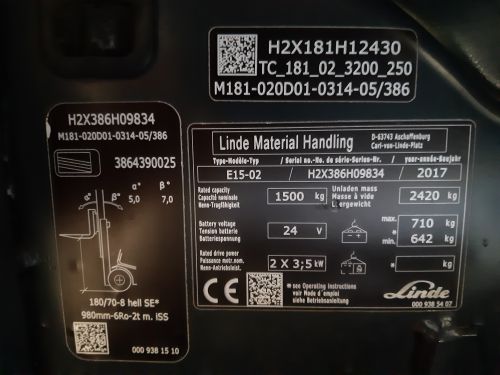 H2X181H12430
TC_181_02_3200_250
M181-020D01-0314-05/386
H2X386H09834
M181-020D01-0314-05/386
3864390025
α° β°
5,0 7,0
α° β°
180/70-8 hell SE*
980mm-6Ro-2t m. iSS
000 938 15 10
Linde Material Handling
D-63743 Aschaffenburg
Carl-von-Linde-Platz
Type-Modèle-Typ / Serial no.-No. de série-Serien-Nr. / year-année-Baujahr
E15-02 / H2X386H09834 / 2017
Rated capacity
Capacité nominale
Nenn-Tragfähigkeit
1500 kg
Unladen mass
Masse à vide
Leergewicht
2420 kg
Battery voltage
Tension batterie
Batteriespannung
24 V
max. 710 kg
*
min. 642 kg
Rated drive power
Puissance motr.nom.
Nenn-Antriebsleist.
2 X 3,5 kW
* kg
CE
* see Operating Instructions
voir Mode d´emploi
siehe Betriebsanleitung
Linde
000 938 54 07